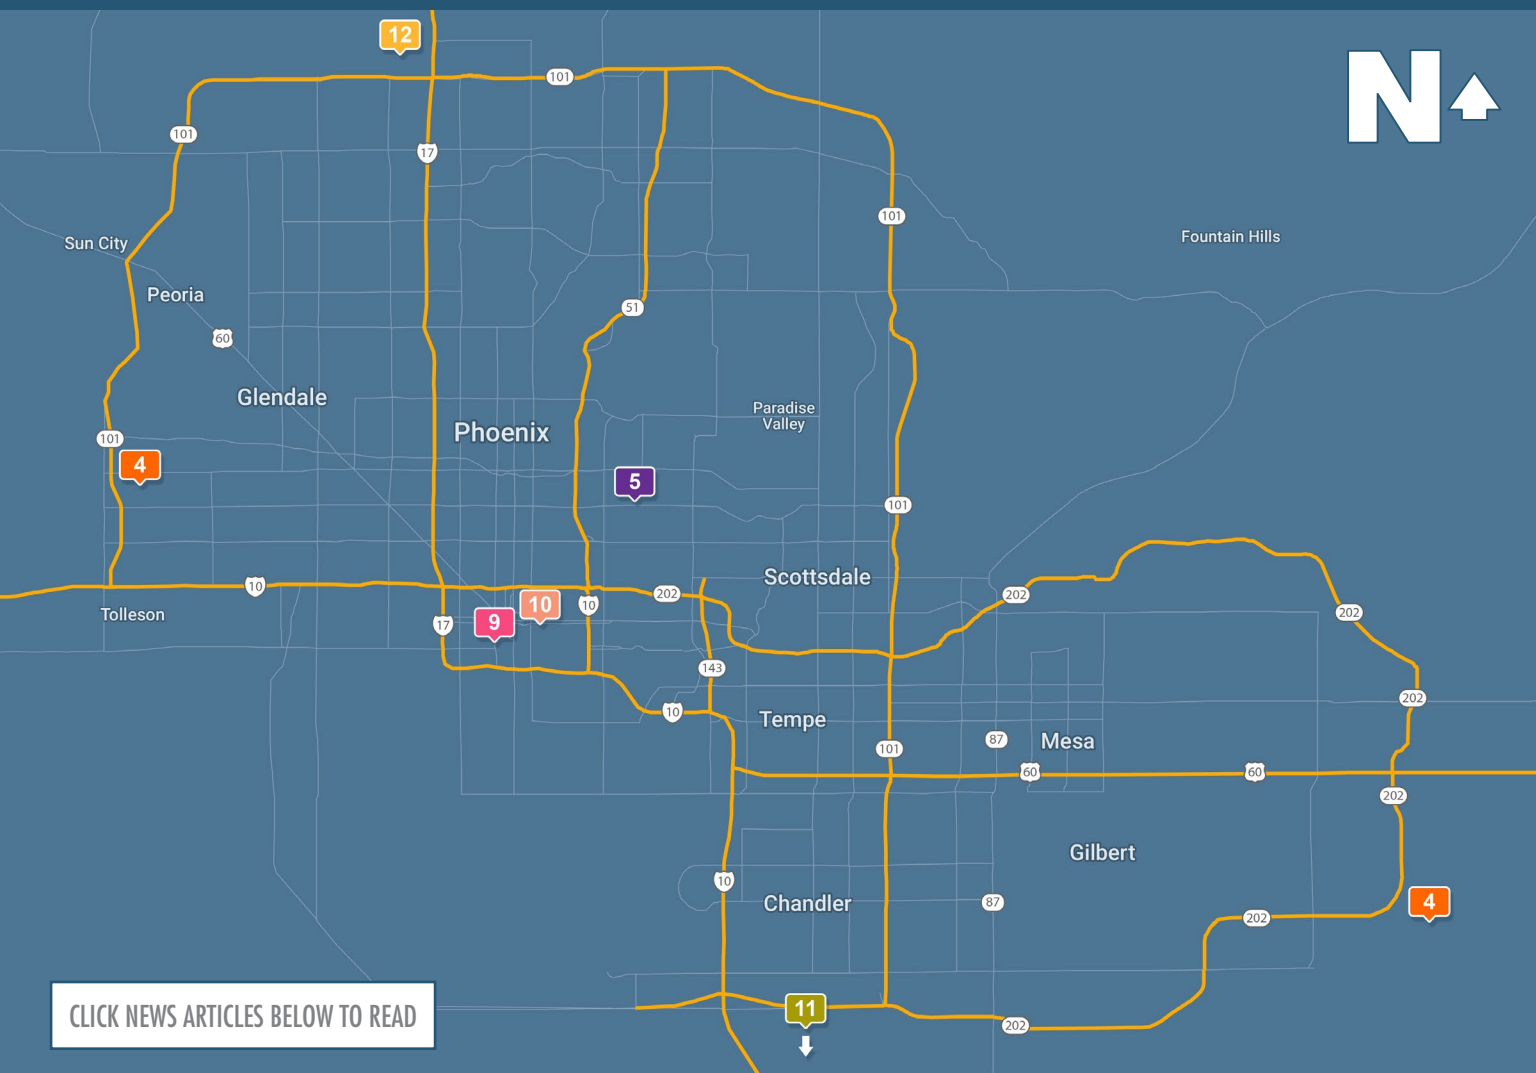 12
N
101
101
17
101
Sun City
Fountain Hills
Peoria
51
60
Glendale
Paradise
Valley
Phoenix
101
4
5
101
Scottsdale
10
202
202
10
10
202
Tolleson
9
17
143
202
10
Tempe
87
Mesa
101
60
60
202
Gilbert
10
Chandler
87
4
202
11
CLICK NEWS ARTICLES BELOW TO READ
202